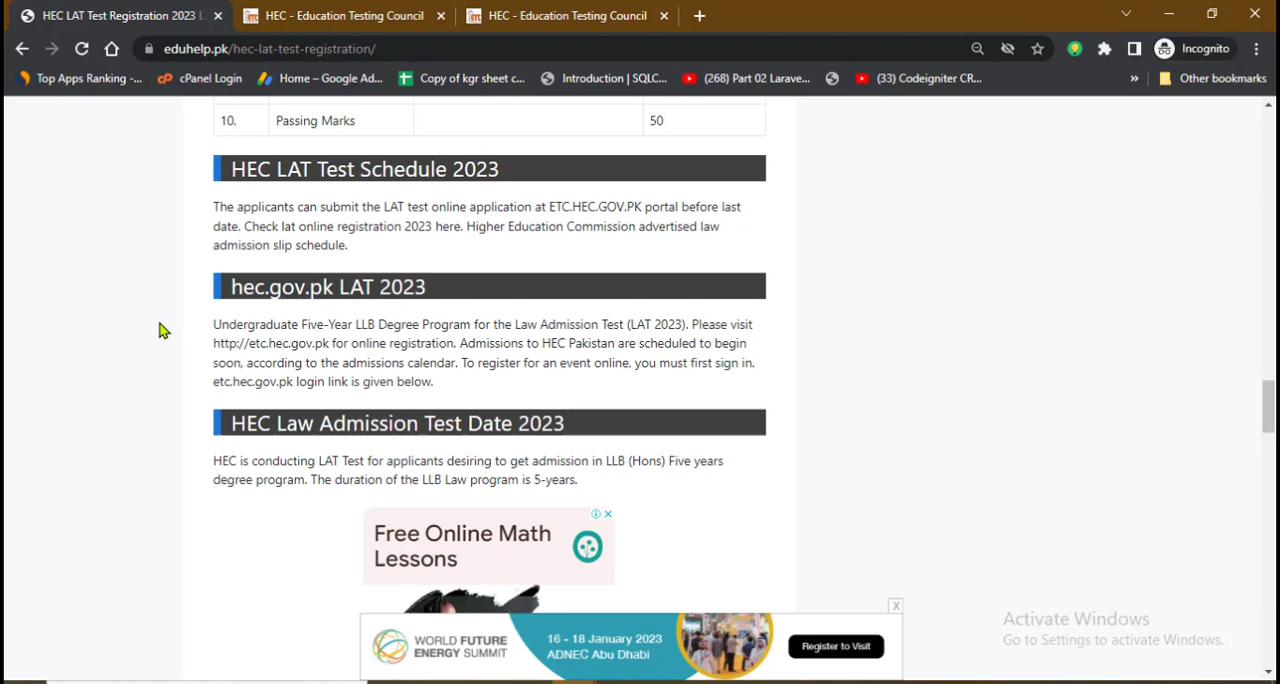 HEC LAT Test Registration 2023 L
HEC - Education Testing Council
HEC - Education Testing Council
eduhelp.pk/hec-lat-test-registration/
Incognito
Top Apps Ranking -...
cPanel Login
Home – Google Ad...
Copy of kgr sheet c...
Introduction | SQLC...
(268) Part 02 Larave...
(33) Codeigniter CR...
»
Other bookmarks
10. Passing Marks 50
HEC LAT Test Schedule 2023
The applicants can submit the LAT test online application at ETC.HEC.GOV.PK portal before last
date. Check lat online registration 2023 here. Higher Education Commission advertised law
admission slip schedule.
hec.gov.pk LAT 2023
Undergraduate Five-Year LLB Degree Program for the Law Admission Test (LAT 2023). Please visit
http://etc.hec.gov.pk for online registration. Admissions to HEC Pakistan are scheduled to begin
soon, according to the admissions calendar. To register for an event online, you must first sign in.
etc.hec.gov.pk login link is given below.
HEC Law Admission Test Date 2023
HEC is conducting LAT Test for applicants desiring to get admission in LLB (Hons) Five years
degree program. The duration of the LLB Law program is 5-years.
Free Online Math
Lessons
WORLD FUTURE
ENERGY SUMMIT
16 - 18 January 2023
ADNEC Abu Dhabi
Register to Visit
X
Activate Windows
Go to Settings to activate Windows.